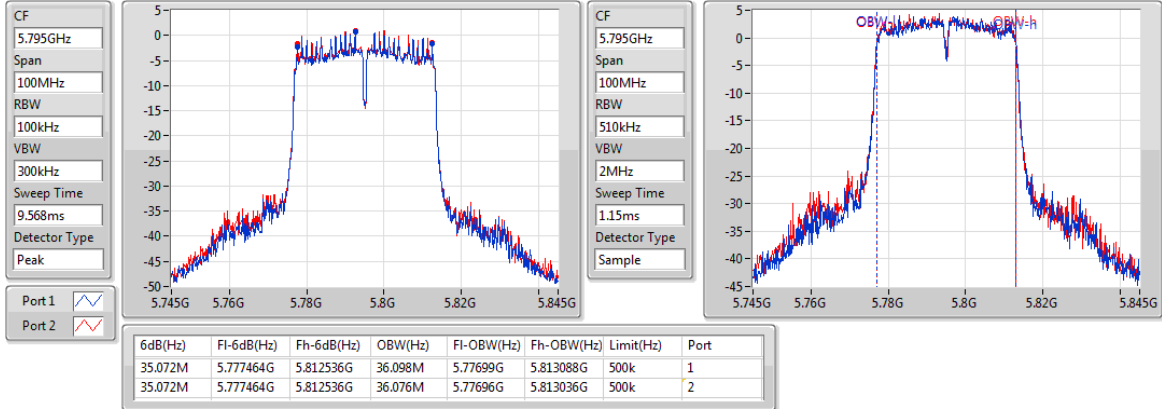 CF
5.795GHz
Span
100MHz
RBW
100kHz
VBW
300kHz
Sweep Time
9.568ms
Detector Type
Peak
Port 1
Port 2
5
0
-5
-10
-15
-20
-25
-30
-35
-40
-45
-50
5.745G 5.76G 5.78G 5.8G 5.82G 5.845G
CF
5.795GHz
Span
100MHz
RBW
510kHz
VBW
2MHz
Sweep Time
1.15ms
Detector Type
Sample
OBW-h
5
0
-5
-10
-15
-20
-25
-30
-35
-40
-45
5.745G 5.76G 5.78G 5.8G 5.82G 5.845G
6dB(Hz) Fl-6dB(Hz) Fh-6dB(Hz) OBW(Hz) Fl-OBW(Hz) Fh-OBW(Hz) Limit(Hz) Port
35.072M 5.777464G 5.812536G 36.098M 5.77699G 5.813088G 500k 1
35.072M 5.777464G 5.812536G 36.076M 5.77696G 5.813036G 500k 2